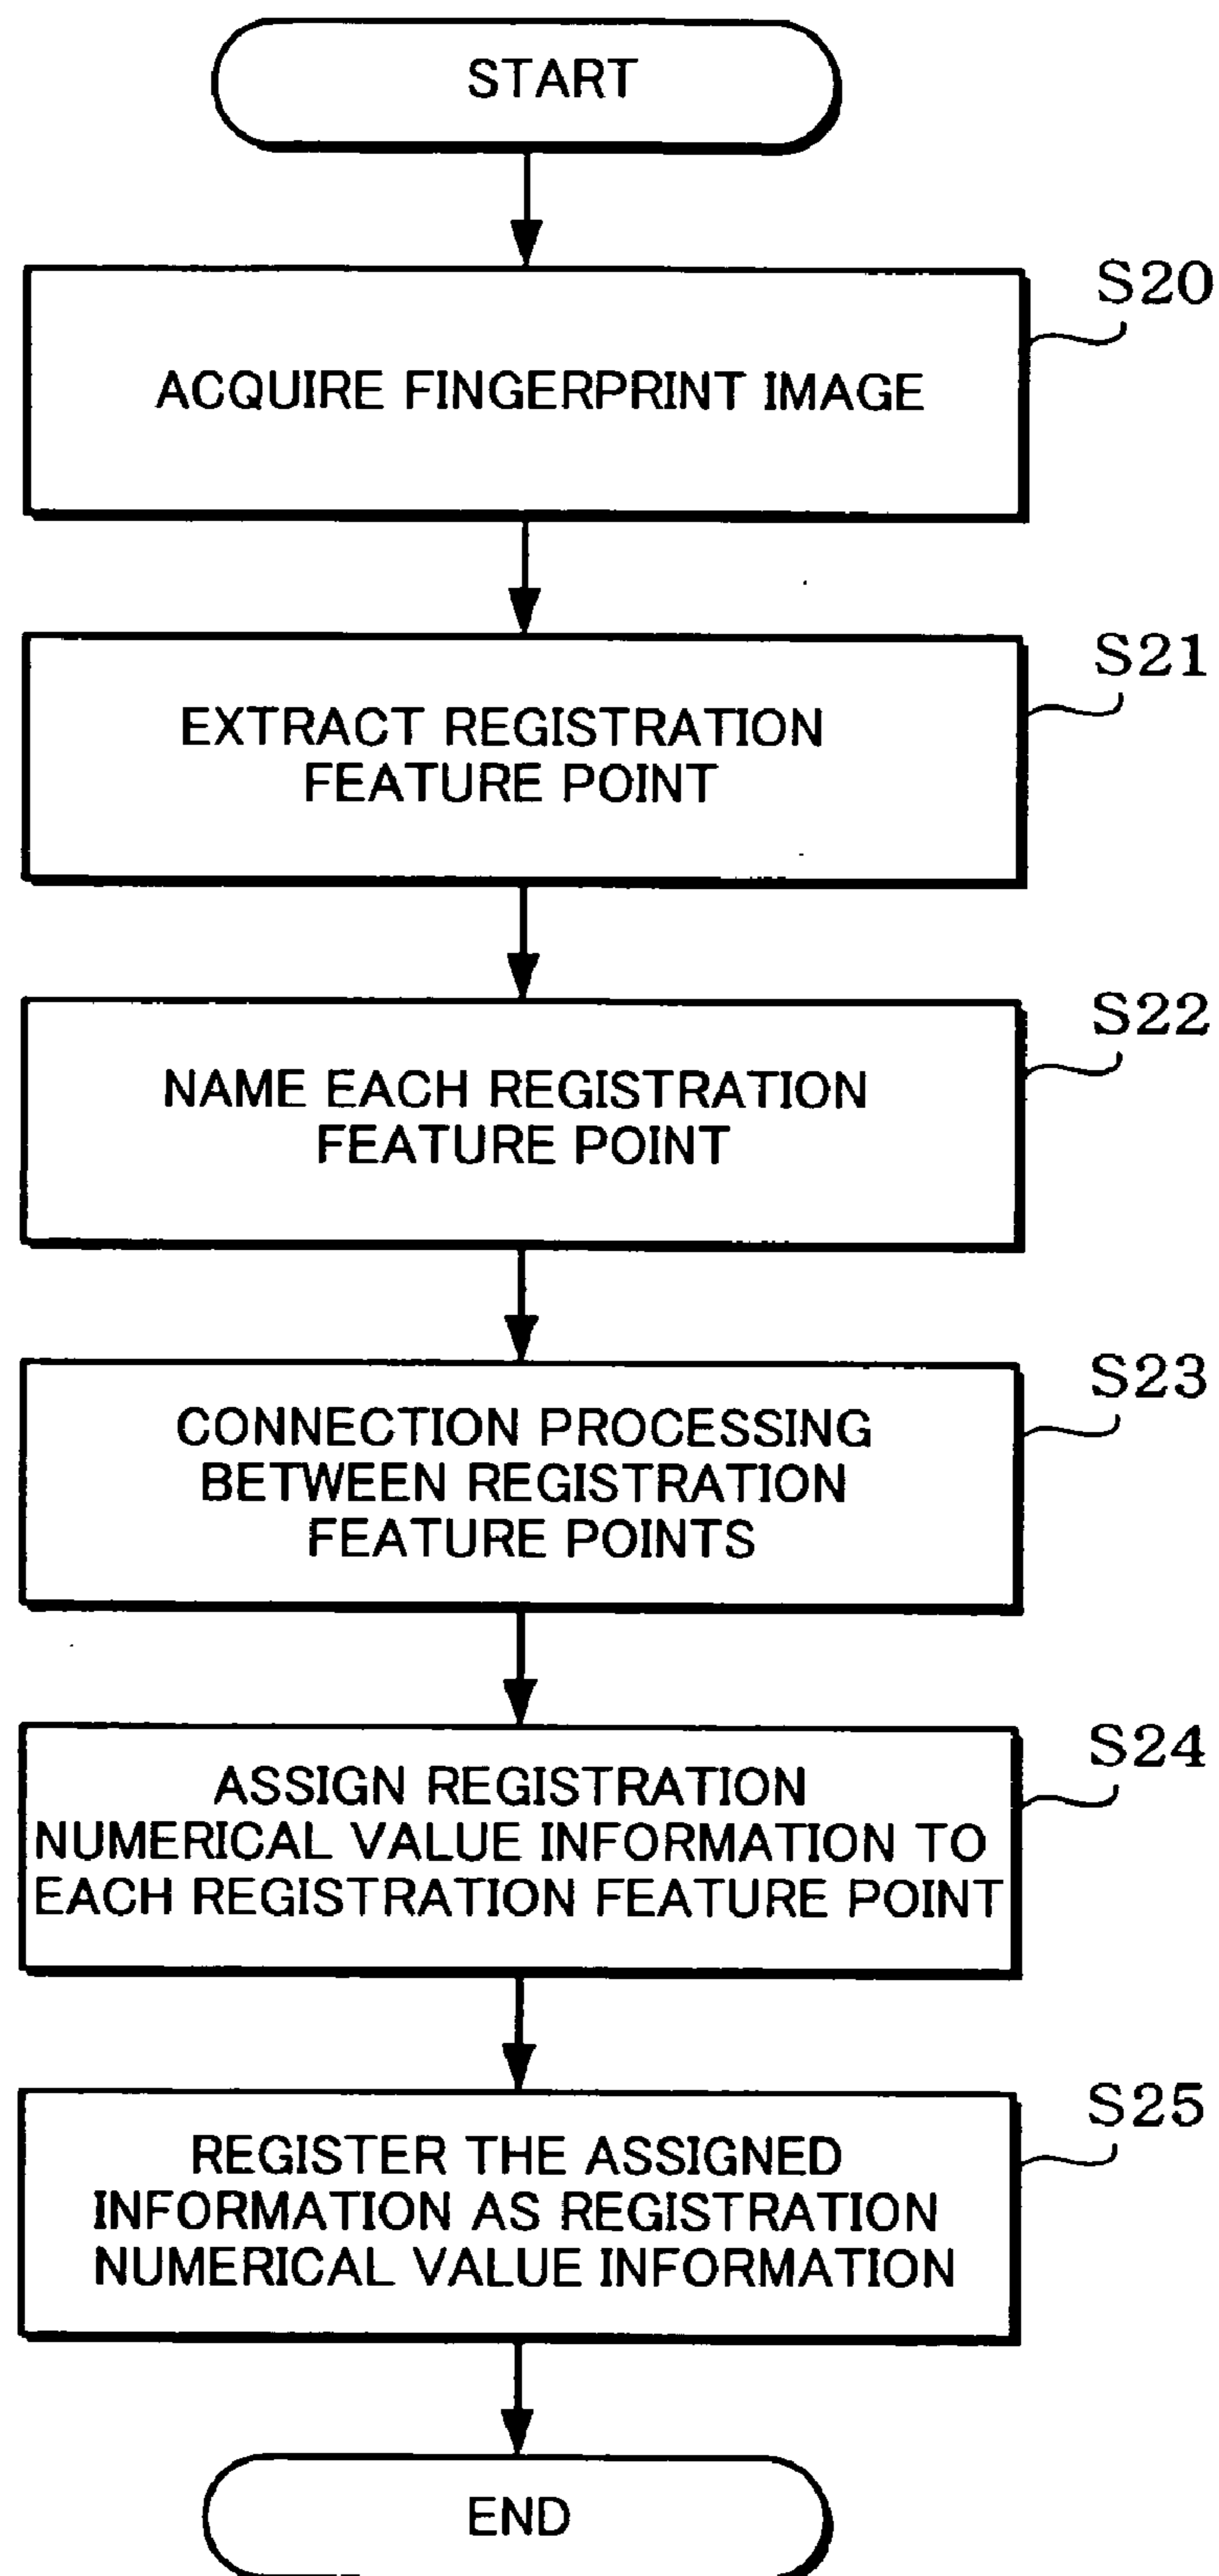 START
S20
ACQUIRE FINGERPRINT IMAGE
S21
EXTRACT REGISTRATION
FEATURE POINT
S22
NAME EACH REGISTRATION
FEATURE POINT
S23
CONNECTION PROCESSING
BETWEEN REGISTRATION
FEATURE POINTS
S24
ASSIGN REGISTRATION
NUMERICAL VALUE INFORMATION TO
EACH REGISTRATION FEATURE POINT
S25
REGISTER THE ASSIGNED
INFORMATION AS REGISTRATION
NUMERICAL VALUE INFORMATION
END